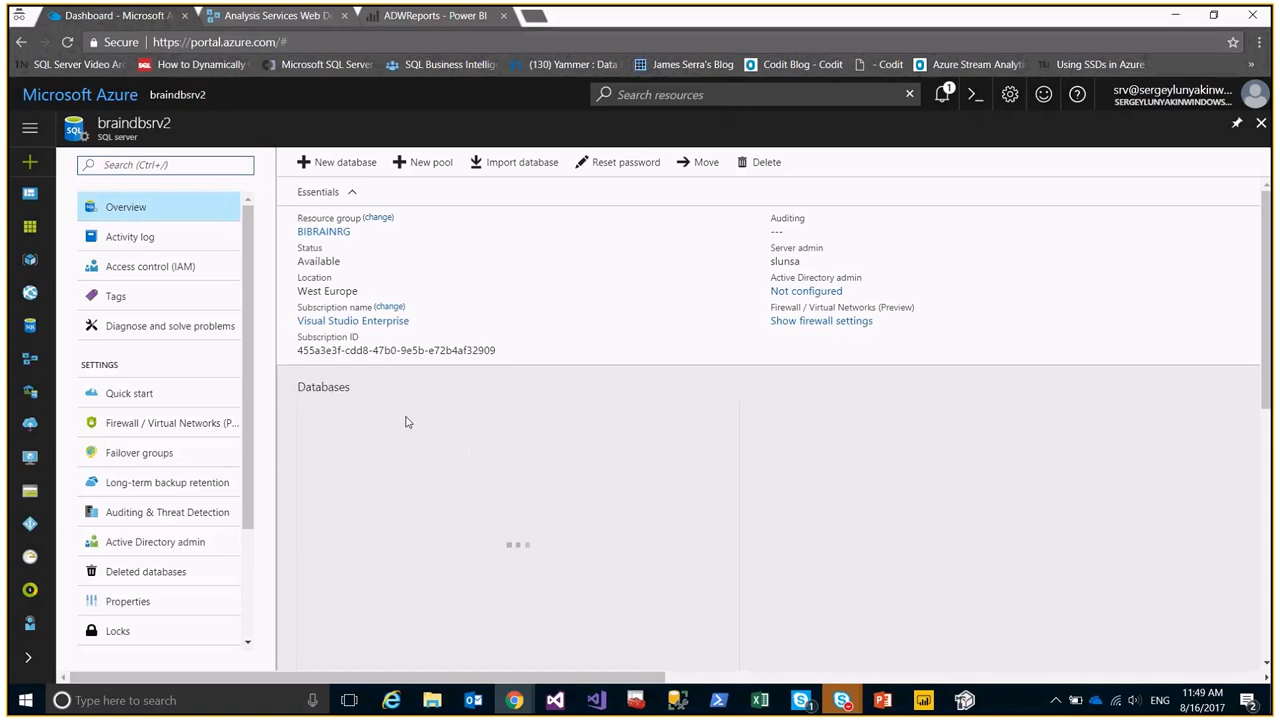 Dashboard - Microsoft A
Analysis Services Web D
ADWReports - Power BI
Secure
https://portal.azure.com/#
SQL Server Video Arc
How to Dynamically
Microsoft SQL Server
SQL Business Intellig
(130) Yammer : Data
James Serra's Blog
Codit Blog - Codit
- Codit
Azure Stream Analyti
Using SSDs in Azure
»
Microsoft Azure
braindbsrv2
Search resources
1
srv@sergeylunyakinw...
SERGEYLUNYAKINWINDOWS...
braindbsrv2
SQL server
Search (Ctrl+/)
New database
New pool
Import database
Reset password
Move
Delete
Overview
Activity log
Access control (IAM)
Tags
Diagnose and solve problems
SETTINGS
Quick start
Firewall / Virtual Networks (P...
Failover groups
Long-term backup retention
Auditing & Threat Detection
Active Directory admin
Deleted databases
Properties
Locks
Essentials
Resource group (change)
BIBRAINRG
Status
Available
Location
West Europe
Subscription name (change)
Visual Studio Enterprise
Subscription ID
455a3e3f-cdd8-47b0-9e5b-e72b4af32909
Auditing
---
Server admin
slunsa
Active Directory admin
Not configured
Firewall / Virtual Networks (Preview)
Show firewall settings
Databases
Type here to search
ENG
11:49 AM
8/16/2017
2